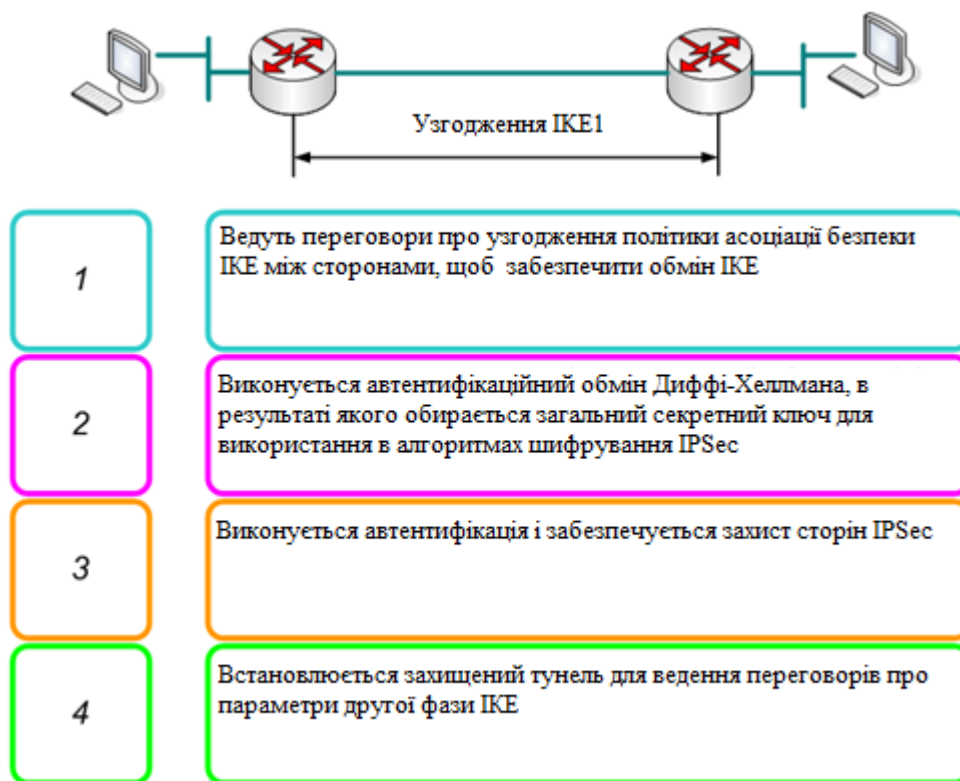 Узгодження IKE1
1
Ведуть переговори про узгодження політики асоціації безпеки
IKE між сторонами, щоб забезпечити обмін IKE
2
Виконується автентифікаційний обмін Диффі-Хеллмана, в
результаті якого обирається загальний секретний ключ для
використання в алгоритмах шифрування IPSec
3
Виконується автентифікація і забезпечується захист сторін IPSec
4
Встановлюється захищений тунель для ведення переговорів про
параметри другої фази IKE